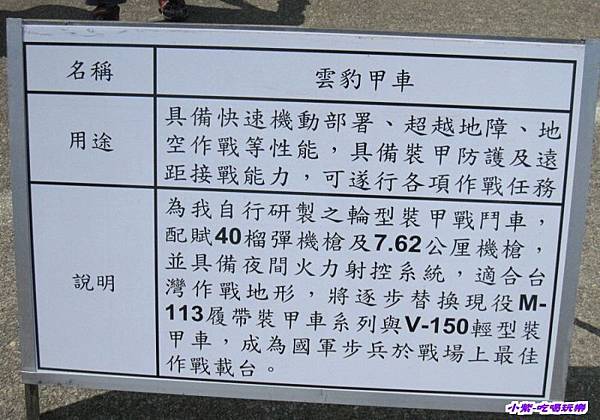 名稱
雲豹甲車
用途
具備快速機動部署、超越地障、地
空作戰等性能，具備裝甲防護及遠
距接戰能力，可遂行各項作戰任務
說明
為我自行研製之輪型裝甲戰鬥車，
配賦40榴彈機槍及7.62公厘機槍，
並具備夜間火力射控系統，適合台
灣作戰地形，將逐步替換現役M-
113履帶裝甲車系列與V-150輕型裝
甲車，成為國軍步兵於戰場上最佳
作戰載台。
小紫-吃喝玩樂